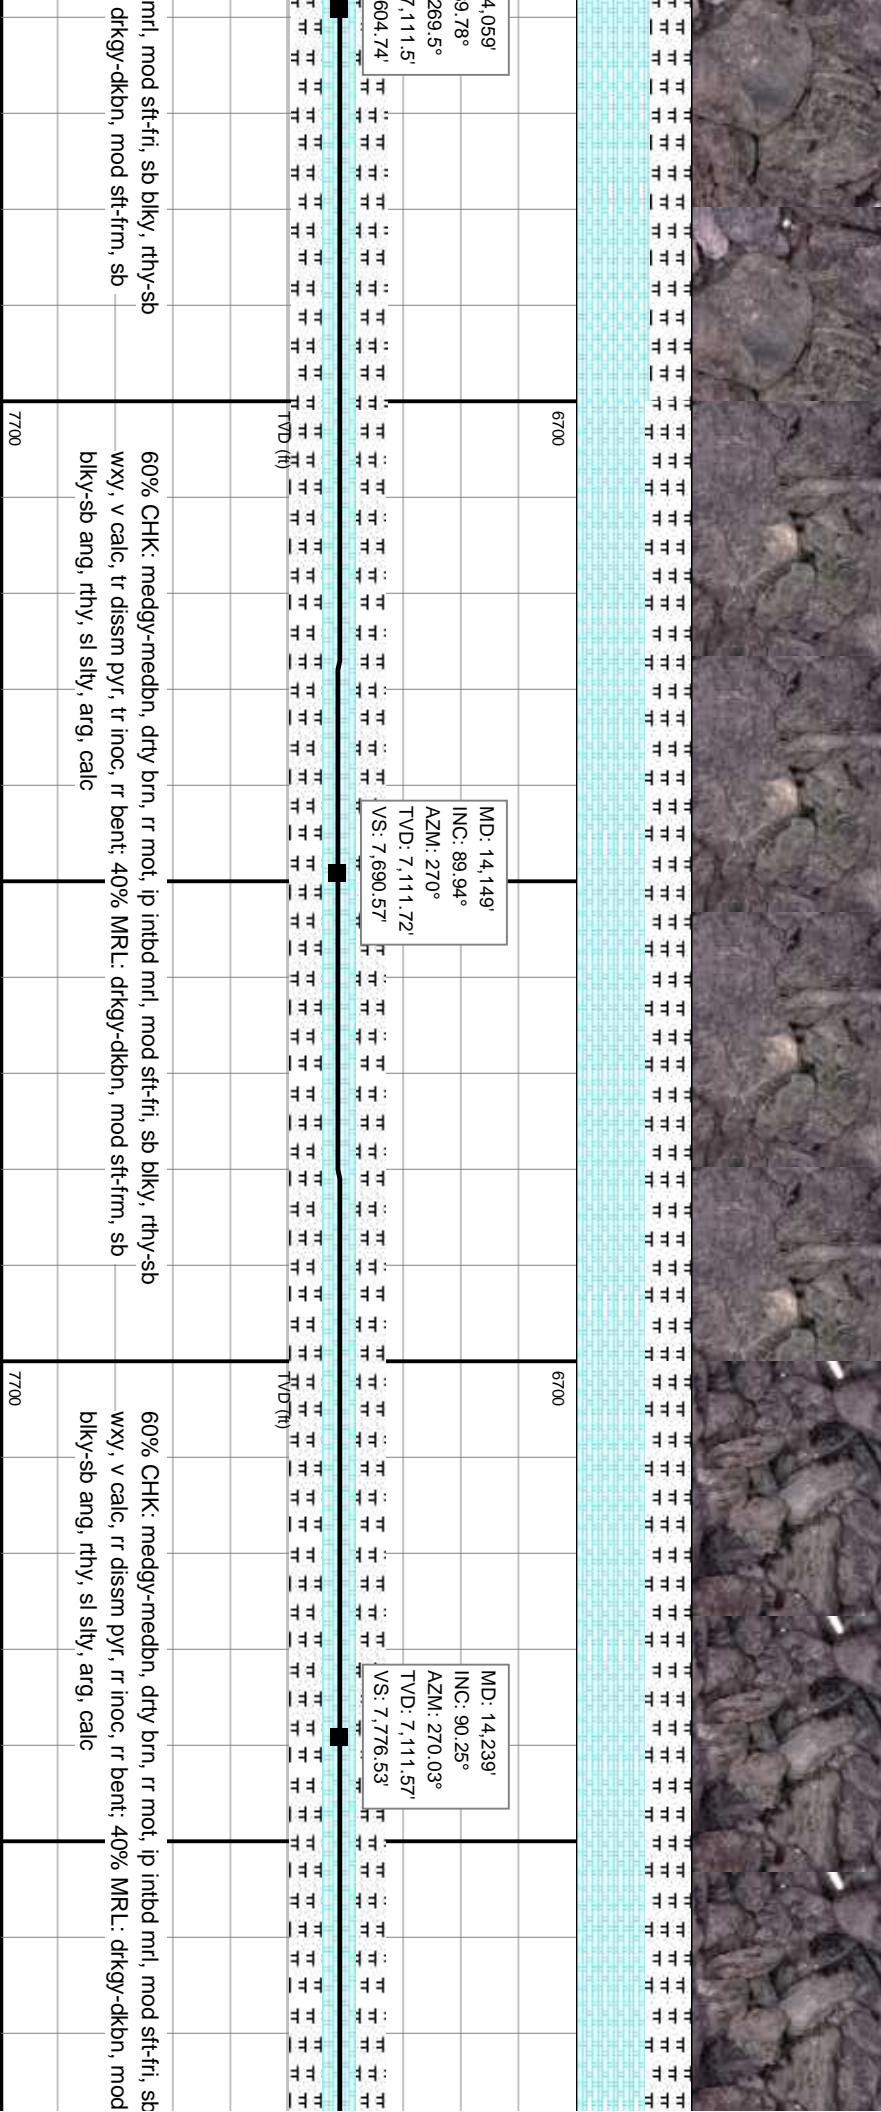 4,059'
9.78°
269.5°
7,111.5'
604.74'
mrl, mod sft-fri, sb blky, rthy-sb
drkgy-dkbn, mod sft-frm, sb
6700
TVD (ft)
7700
60% CHK: medgy-medbn, drty brn, rr mot, ip intbd mrl, mod sft-fri, sb blky, rthy-sb
wxy, v calc, tr dissm pyr, tr inoc, rr bent; 40% MRL: drkgy-dkbn, mod sft-frm, sb
blky-sb ang, rthy, sl slty, arg, calc
MD: 14,149'
INC: 89.94°
AZM: 270°
TVD: 7,111.72'
VS: 7,690.57'
6700
TVD (ft)
7700
60% CHK: medgy-medbn, drty brn, rr mot, ip intbd mrl, mod sft-fri, sb
wxy, v calc, rr dissm pyr, rr inoc, rr bent; 40% MRL: drkgy-dkbn, mod
blky-sb ang, rthy, sl slty, arg, calc
MD: 14,239'
INC: 90.25°
AZM: 270.03°
TVD: 7,111.57'
VS: 7,776.53'